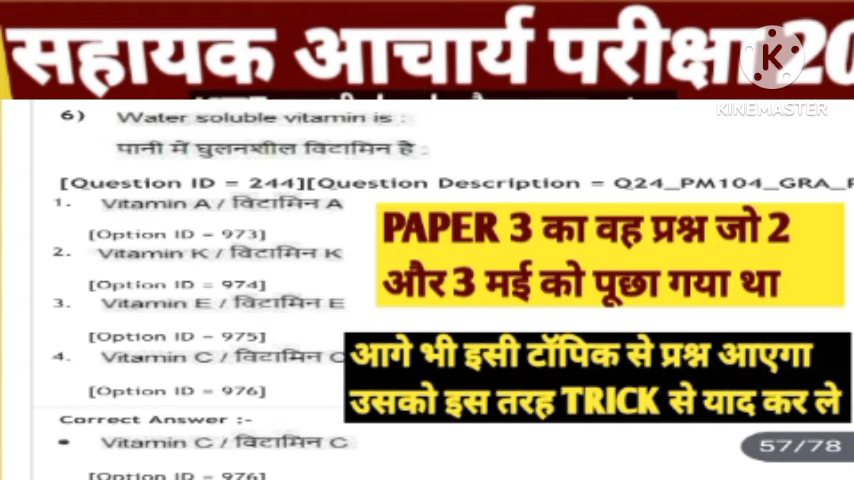 सहायक आचार्य परीक्षा 20
K
KINEMASTER
6) Water soluble vitamin is :
पानी में घुलनशील विटामिन है :
[Question ID = 244][Question Description = Q24_PM104_GRA_
1. Vitamin A / विटामिन A
[Option ID = 973]
2. Vitamin K / विटामिन K
[Option ID = 974]
3. Vitamin E / विटामिन E
[Option ID = 975]
4. Vitamin C / विटामिन C
[Option ID = 976]
Correct Answer :-
• Vitamin C / विटामिन C
[Option ID = 976]
PAPER 3 का वह प्रश्न जो 2
और 3 मई को पूछा गया था
आगे भी इसी टॉपिक से प्रश्न आएगा
उसको इस तरह TRICK से याद कर ले
57/78